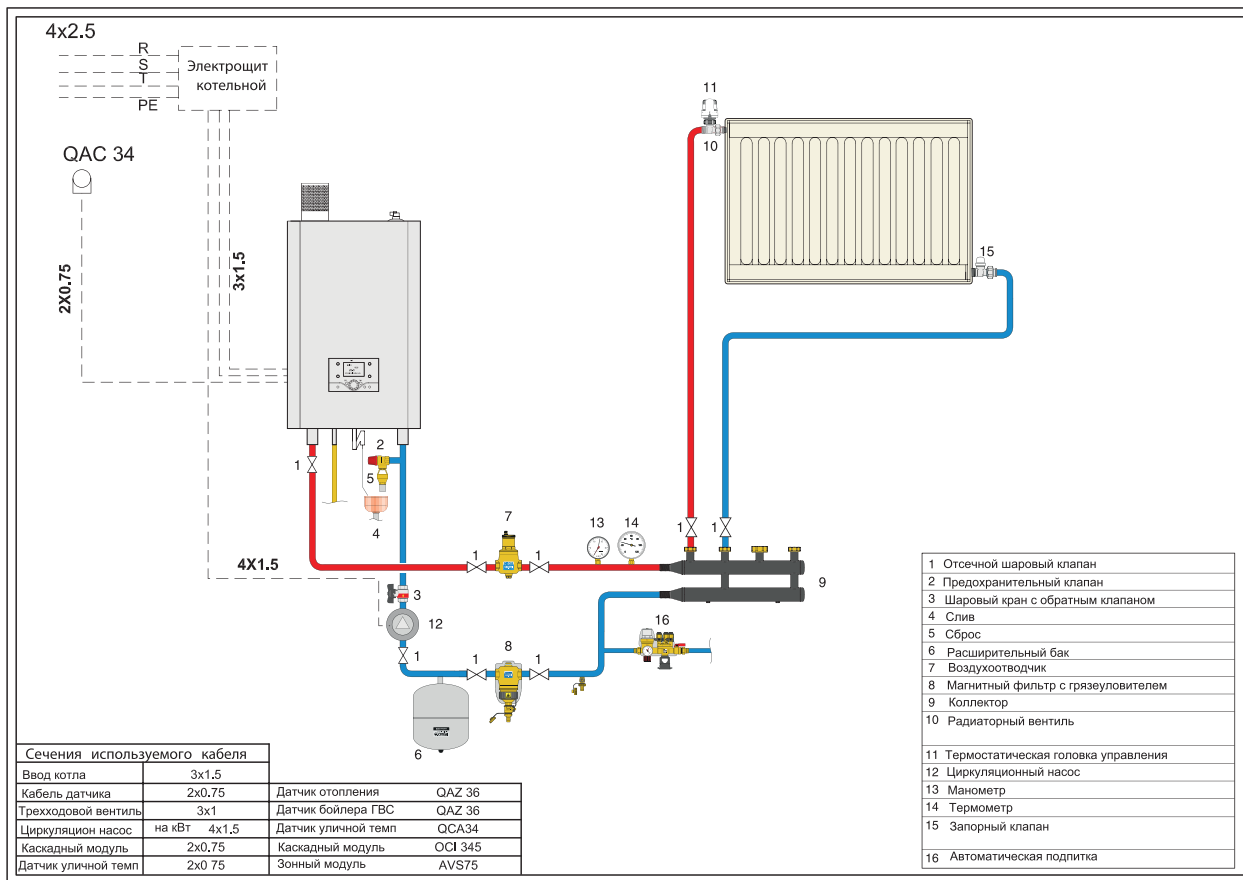 4x2.5
R
S
T
PE
Электрощит
котельной
QAC 34
2X0.75
3x1.5
4X1.5
11
10
15
1
2
5
4
7
1
1
13
14
1
1
9
3
12
1
8
1
1
16
6
Сечения используемого кабеля
Ввод котла 3x1.5
Кабель датчика 2x0.75 Датчик отопления QAZ 36
Трехходовой вентиль 3x1 Датчик бойлера ГВС QAZ 36
Циркуляцион насос на кВт 4x1.5 Датчик уличной темп QCA34
Каскадный модуль 2x0.75 Каскадный модуль OCI 345
Датчик уличной темп 2x0 75 Зонный модуль AVS75
1 Отсечной шаровый клапан
2 Предохранительный клапан
3 Шаровый кран с обратным клапаном
4 Слив
5 Сброс
6 Расширительный бак
7 Воздухоотводчик
8 Магнитный фильтр с грязеуловителем
9 Коллектор
10 Радиаторный вентиль
11 Термостатическая головка управления
12 Циркуляционный насос
13 Манометр
14 Термометр
15 Запорный клапан
16 Автоматическая подпитка